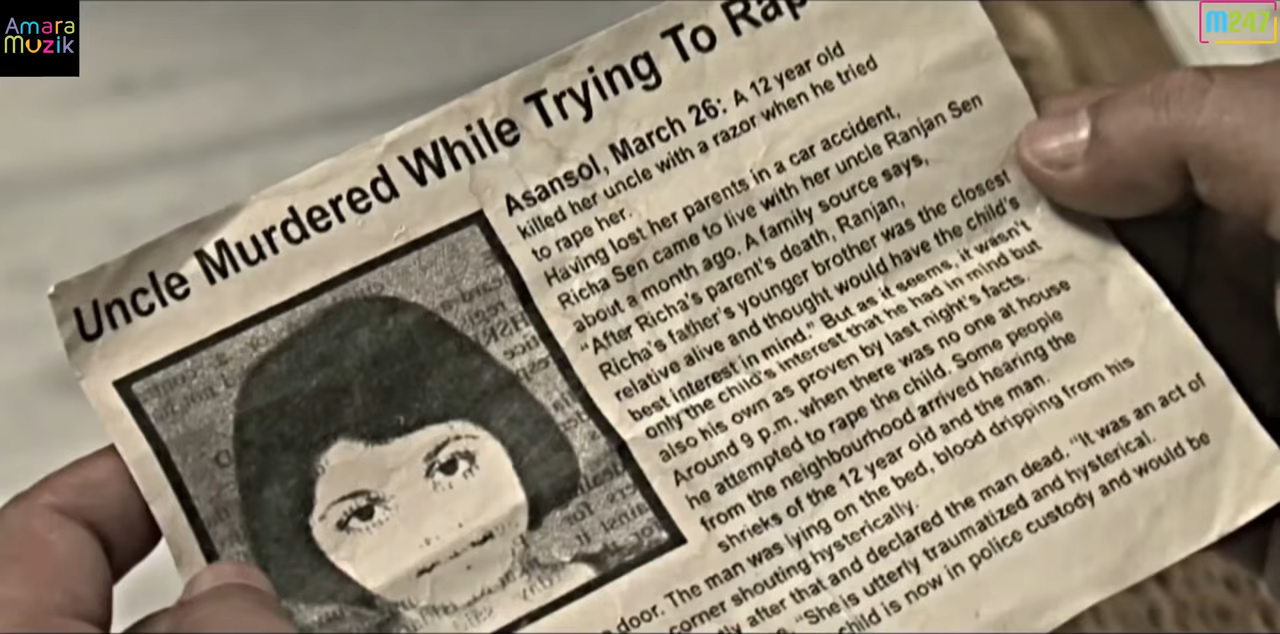 Amara
Muzik
m247
Uncle Murdered While Trying To Rap
Asansol, March 26: A 12 year old
killed her uncle with a razor when he tried
to rape her.
Having lost her parents in a car accident,
Richa Sen came to live with her uncle Ranjan Sen
about a month ago. A family source says,
"After Richa's parent's death, Ranjan,
Richa's father's younger brother was the closest
relative alive and thought would have the child's
best interest in mind." But as it seems, it wasn't
only the child's interest that he had in mind but
also his own as proven by last night's facts.
Around 9 p.m. when there was no one at house
he attempted to rape the child. Some people
from the neighbourhood arrived hearing the
shrieks of the 12 year old and the man.
door. The man was lying on the bed, blood dripping from his
corner shouting hysterically.
after that and declared the man dead. "It was an act of
"She is utterly traumatized and hysterical.
child is now in police custody and would be